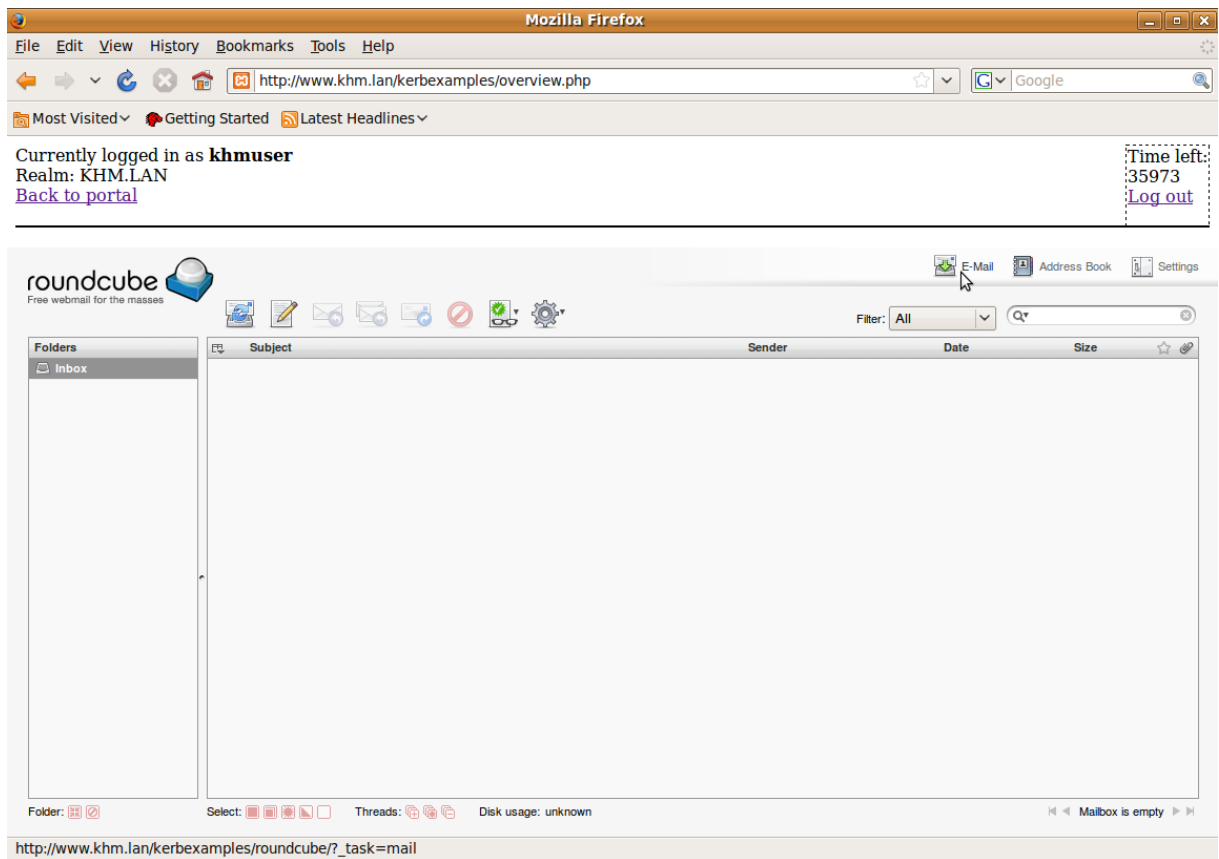 Mozilla Firefox
File Edit View History Bookmarks Tools Help
http://www.khm.lan/kerbexamples/overview.php
G Google
Most Visited Getting Started Latest Headlines
Currently logged in as khmuser
Realm: KHM.LAN
Back to portal
Time left:
35973
Log out
roundcube
Free webmail for the masses
E-Mail Address Book Settings
Filter: All
Folders
Inbox
Subject Sender Date Size
Folder: Select: Threads: Disk usage: unknown Mailbox is empty
http://www.khm.lan/kerbexamples/roundcube/?_task=mail